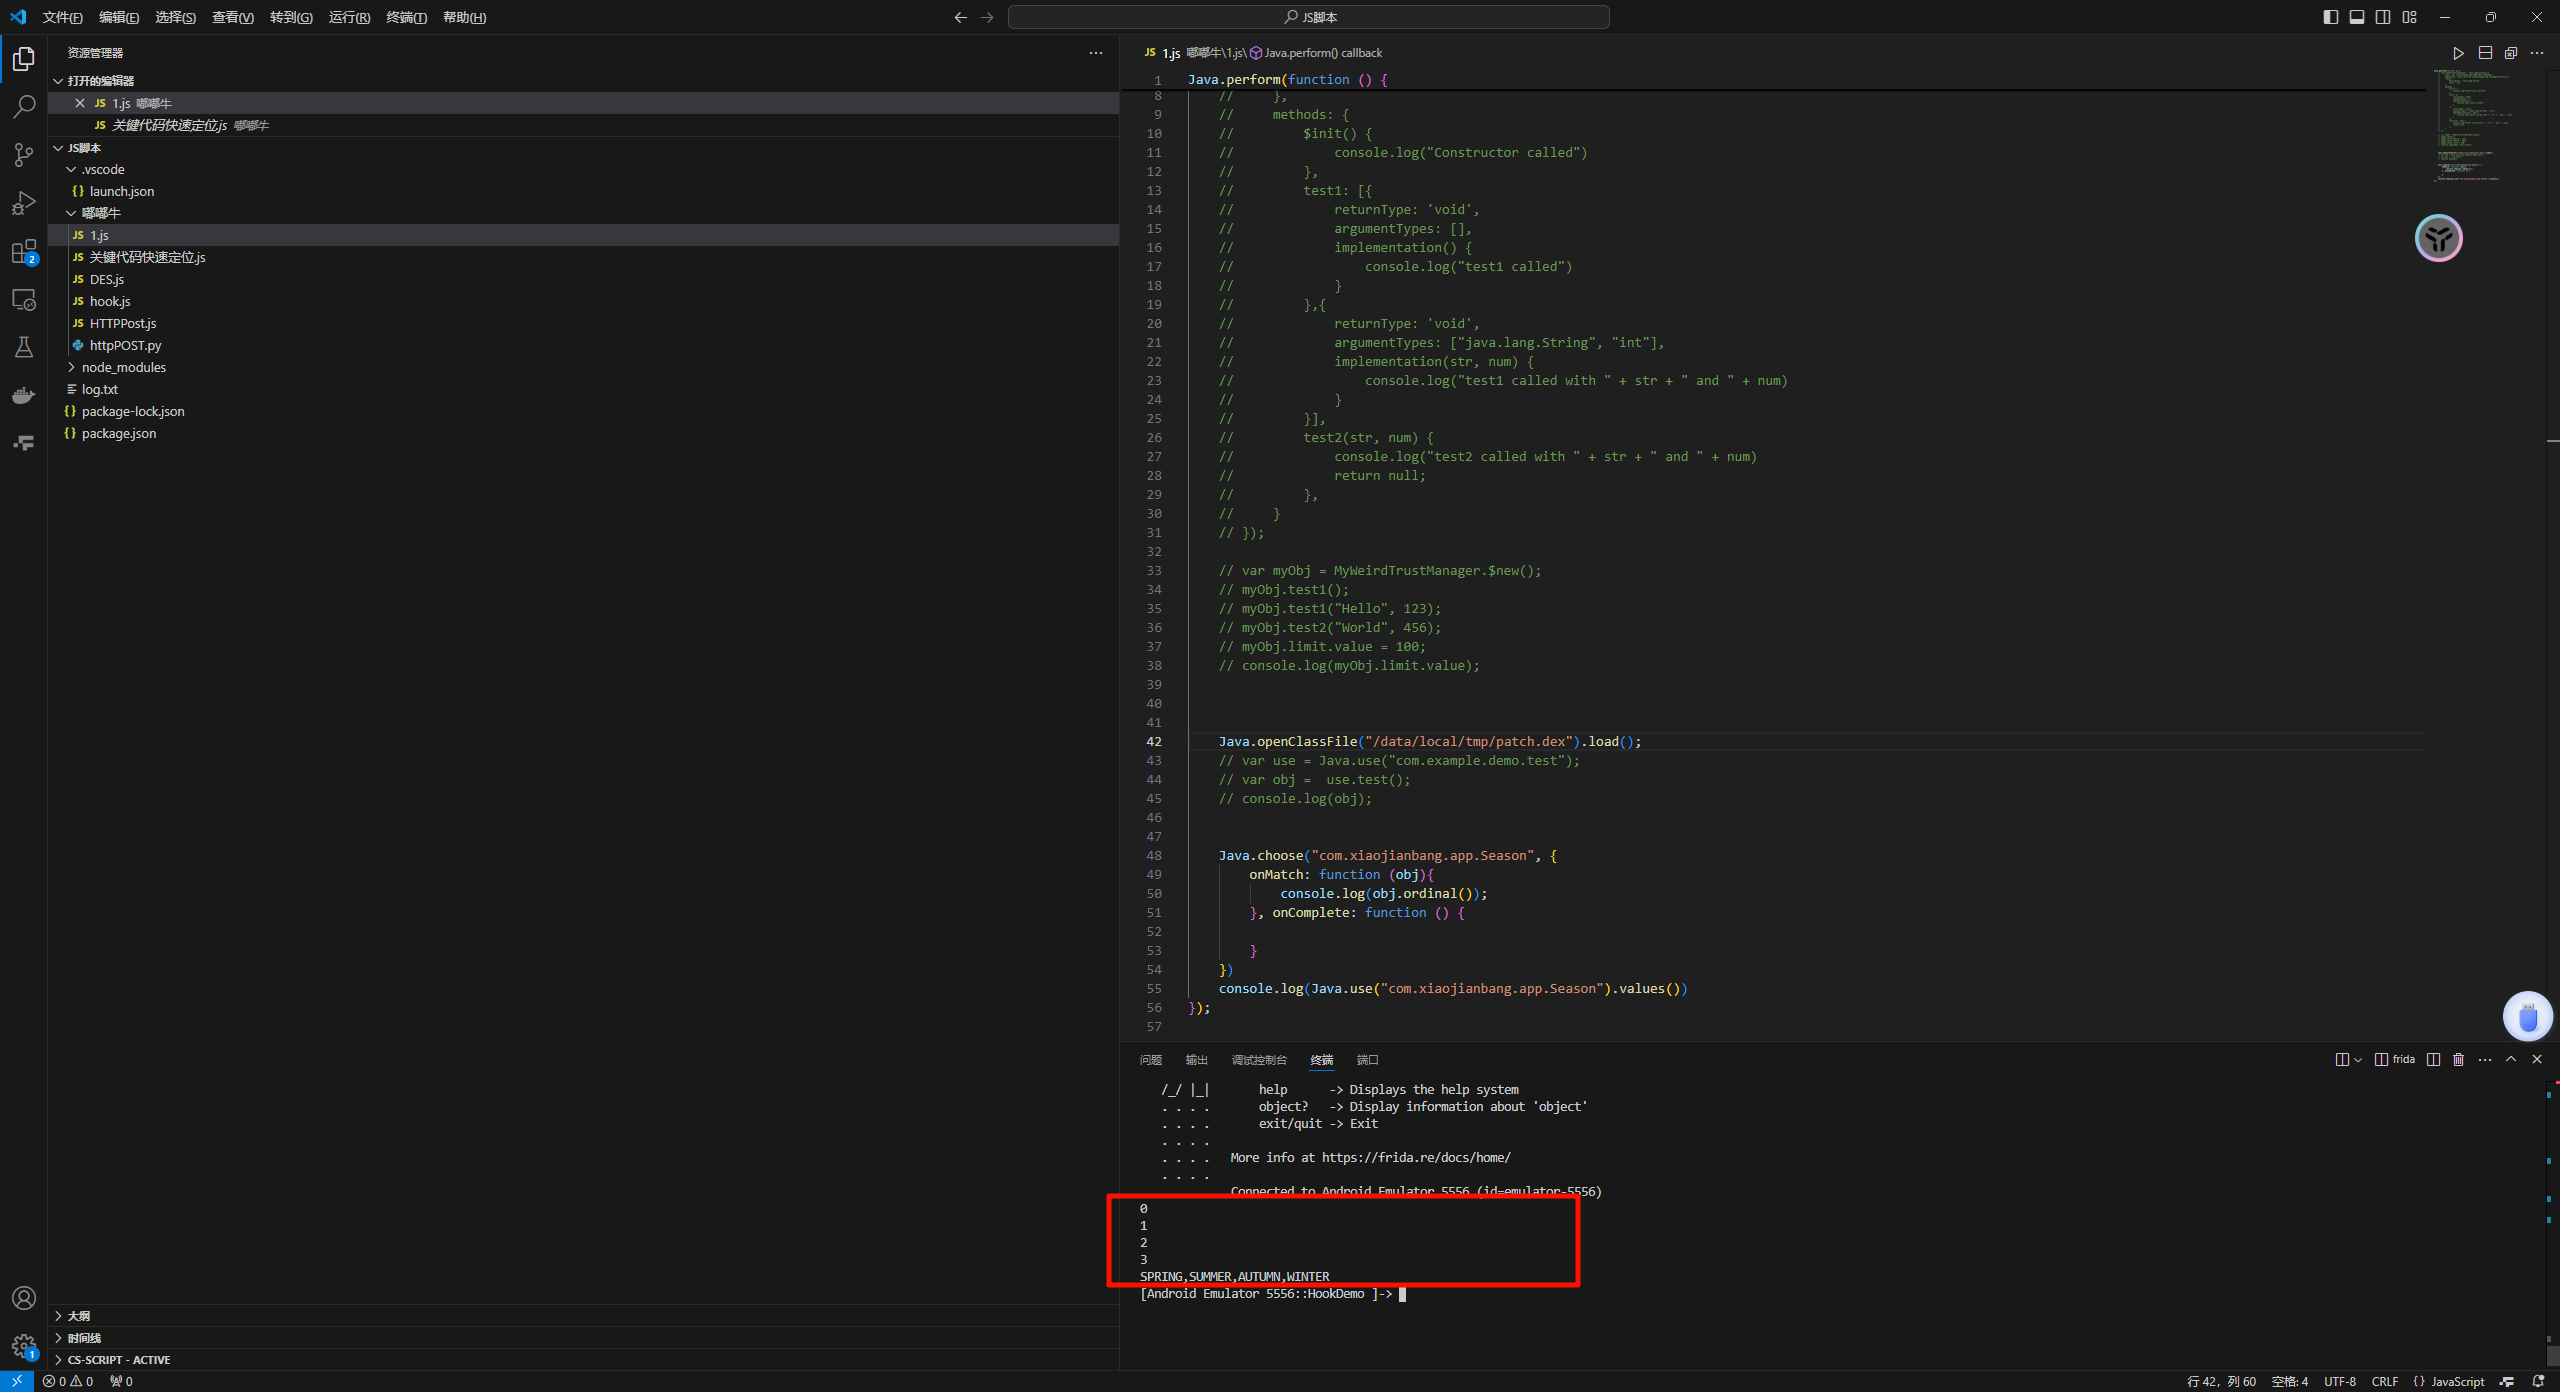 文件(F) 编辑(E) 选择(S) 查看(V) 转到(G) 运行(R) 终端(T) 帮助(H)
JS脚本
资源管理器
打开的编辑器
JS 1.js 嘟嘟牛
JS 关键代码快速定位.js 嘟嘟牛
JS脚本
.vscode
{} launch.json
嘟嘟牛
JS 1.js
JS 关键代码快速定位.js
JS DES.js
JS hook.js
JS HTTPPost.js
httpPOST.py
node_modules
log.txt
{} package-lock.json
{} package.json
大纲
时间线
CS-SCRIPT - ACTIVE
2
1
JS 1.js 嘟嘟牛\1.js\ Java.perform() callback
1 Java.perform(function () {
8 //     },
9 //     methods: {
10 //         $init() {
11 //             console.log("Constructor called")
12 //         },
13 //         test1: [{
14 //             returnType: 'void',
15 //             argumentTypes: [],
16 //             implementation() {
17 //                 console.log("test1 called")
18 //             }
19 //         },{
20 //             returnType: 'void',
21 //             argumentTypes: ["java.lang.String", "int"],
22 //             implementation(str, num) {
23 //                 console.log("test1 called with " + str + " and " + num)
24 //             }
25 //         }],
26 //         test2(str, num) {
27 //             console.log("test2 called with " + str + " and " + num)
28 //             return null;
29 //         },
30 //     }
31 // });
32
33 // var myObj = MyWeirdTrustManager.$new();
34 // myObj.test1();
35 // myObj.test1("Hello", 123);
36 // myObj.test2("World", 456);
37 // myObj.limit.value = 100;
38 // console.log(myObj.limit.value);
39
40
41
42 Java.openClassFile("/data/local/tmp/patch.dex").load();
43 // var use = Java.use("com.example.demo.test");
44 // var obj =  use.test();
45 // console.log(obj);
46
47
48 Java.choose("com.xiaojianbang.app.Season", {
49 onMatch: function (obj){
50 console.log(obj.ordinal());
51 }, onComplete: function () {
52
53 }
54 })
55 console.log(Java.use("com.xiaojianbang.app.Season").values())
56 });
57
问题 输出 调试控制台 终端 端口
frida
/_/ |_| help -> Displays the help system
. . . . object? -> Display information about 'object'
. . . . exit/quit -> Exit
. . . .
. . . . More info at https://frida.re/docs/home/
. . . .
Connected to Android Emulator 5556 (id=emulator-5556)
0
1
2
3
SPRING,SUMMER,AUTUMN,WINTER
[Android Emulator 5556::HookDemo ]->
0 0 0
行 42，列 60 空格: 4 UTF-8 CRLF {} JavaScript